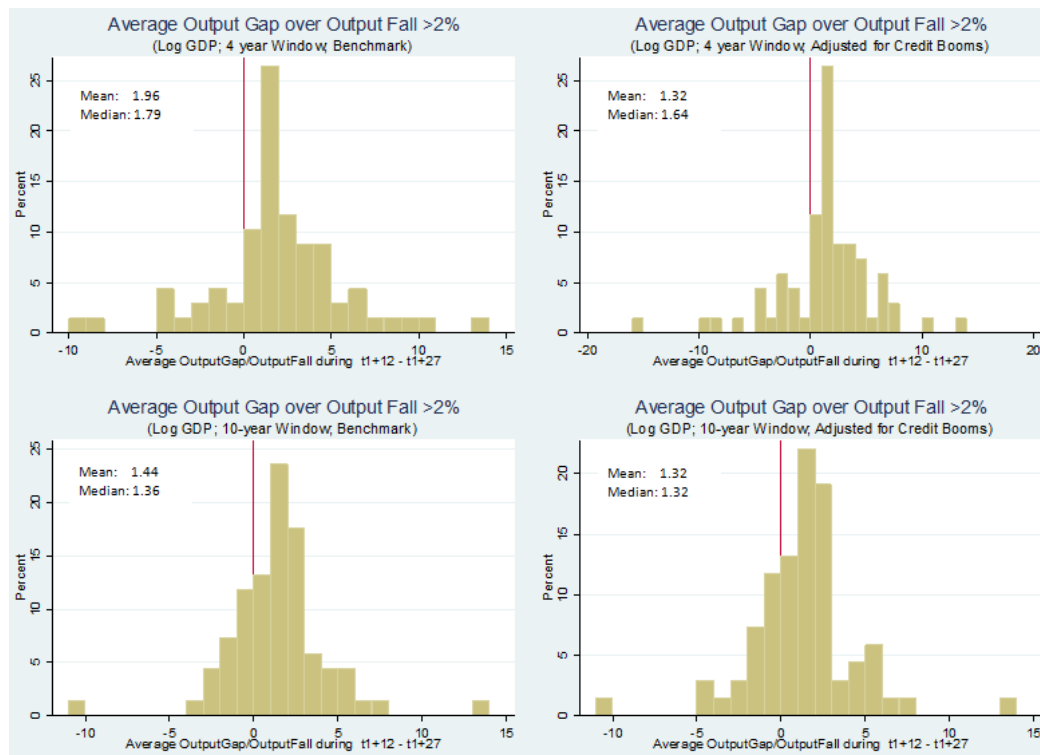 Average Output Gap over Output Fall >2%
(Log GDP; 4 year Window; Benchmark)
Mean: 1.96
Median: 1.79
Percent
25
20
15
10
5
0
-10
-5
0
5
10
15
Average OutputGap/OutputFall during t1+12 - t1+27
Average Output Gap over Output Fall >2%
(Log GDP; 4 year Window; Adjusted for Credit Booms)
Mean: 1.32
Median: 1.64
Percent
25
20
15
10
5
0
-20
-10
0
10
20
Average OutputGap/OutputFall during t1+12 - t1+27
Average Output Gap over Output Fall >2%
(Log GDP; 10-year Window; Benchmark)
Mean: 1.44
Median: 1.36
Percent
25
20
15
10
5
0
-10
-5
0
5
10
15
Average OutputGap/OutputFall during t1+12 - t1+27
Average Output Gap over Output Fall >2%
(Log GDP; 10-year Window; Adjusted for Credit Booms)
Mean: 1.32
Median: 1.32
Percent
20
15
10
5
0
-10
-5
0
5
10
15
Average OutputGap/OutputFall during t1+12 - t1+27